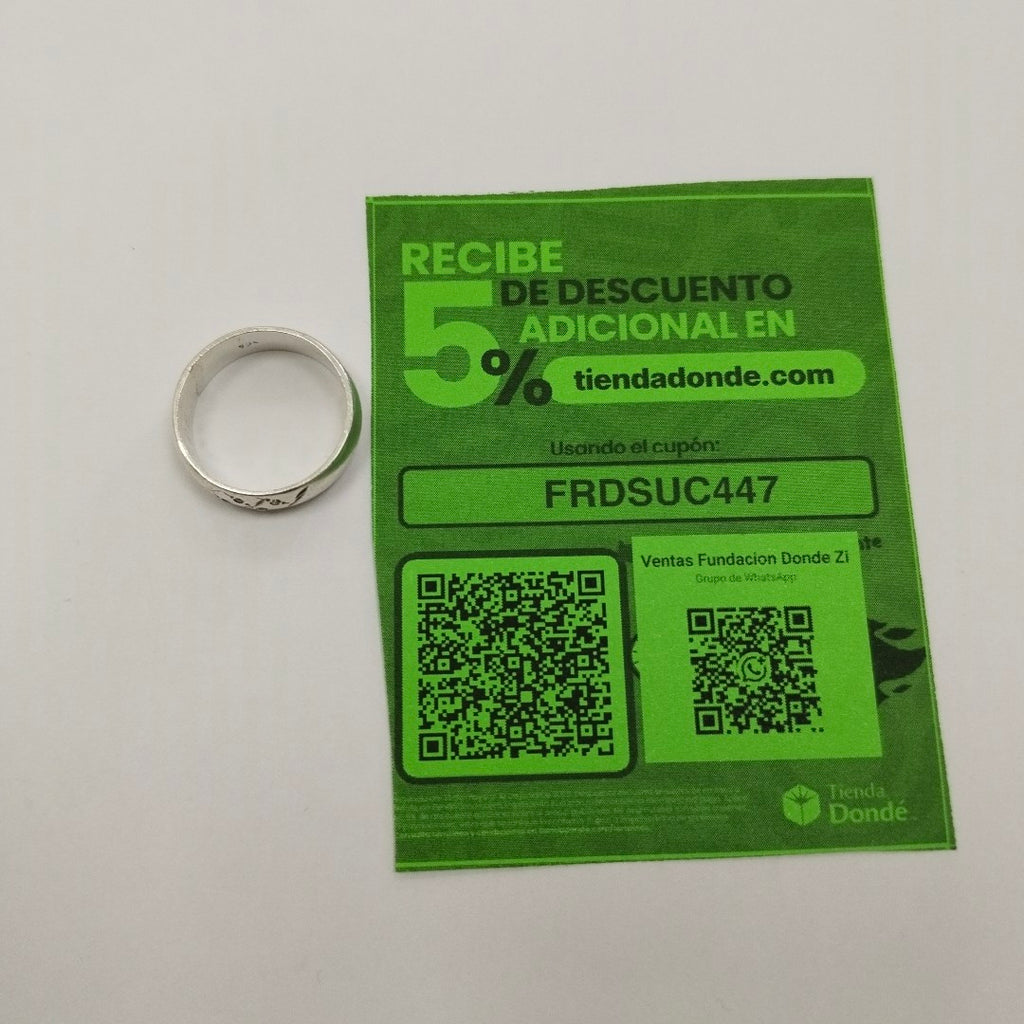 RECIBE
5% DE DESCUENTO
ADICIONAL EN
tiendadonde.com
Usando el cupón:
FRDSUC447
Ventas Fundacion Donde Zi
Grupo de WhatsApp
Tienda
Dondé